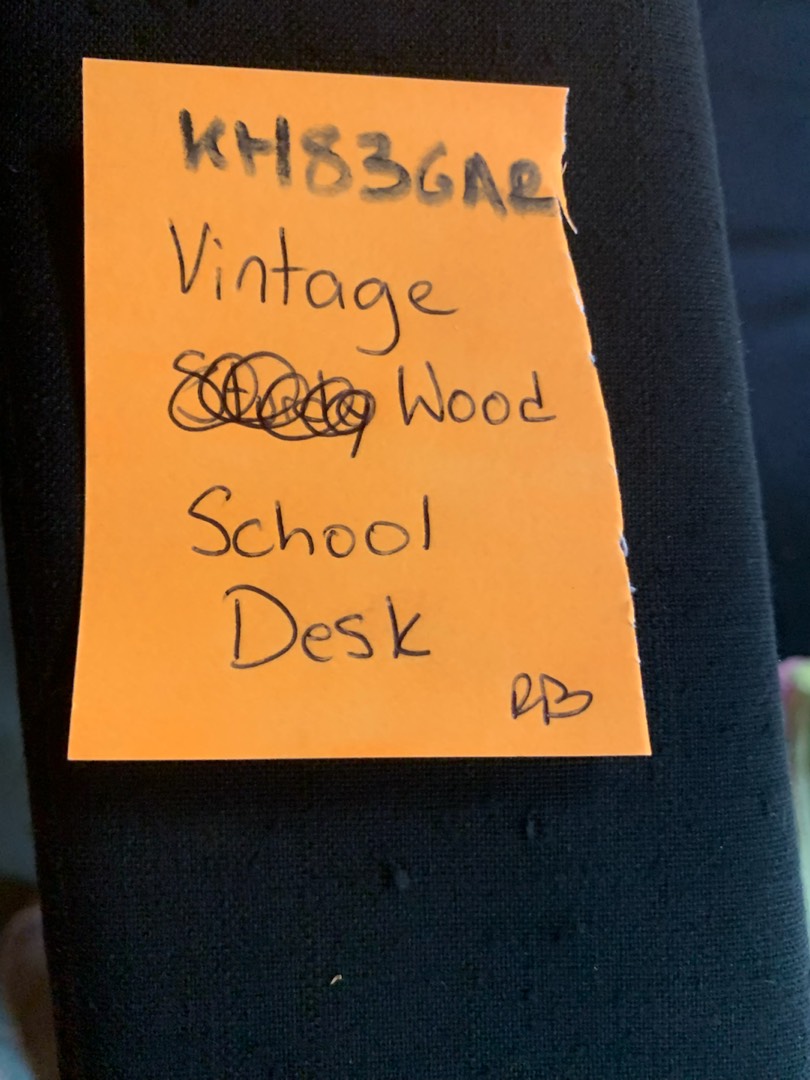 KH836AR
Vintage
Wood
School
Desk
RB